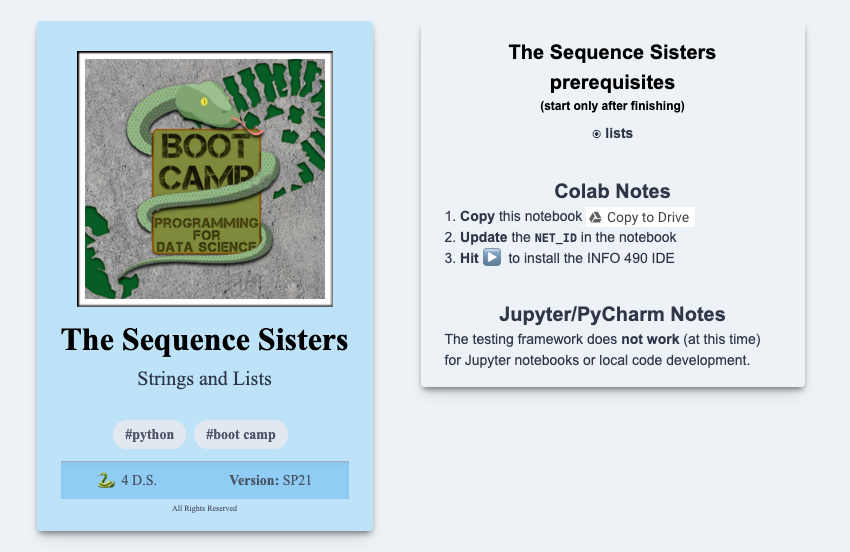 BOOT
CAMP
PROGRAMMING
FOR
DATA SCIENCE
The Sequence Sisters
Strings and Lists
#python #boot camp
4 D.S. Version: SP21
All Rights Reserved
The Sequence Sisters
prerequisites
(start only after finishing)
⦿ lists
Colab Notes
1. Copy this notebook Copy to Drive
2. Update the NET_ID in the notebook
3. Hit ▶️ to install the INFO 490 IDE
Jupyter/PyCharm Notes
The testing framework does not work (at this time)
for Jupyter notebooks or local code development.